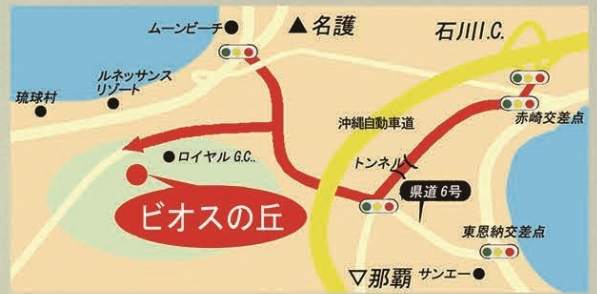 ムーンビーチ
▲名護
石川I.C.
ルネッサンス
リゾート
琉球村
赤崎交差点
沖縄自動車道
トンネル
ロイヤル G.C..
県道6号
ビオスの丘
東恩納交差点
▽那覇
サンエー